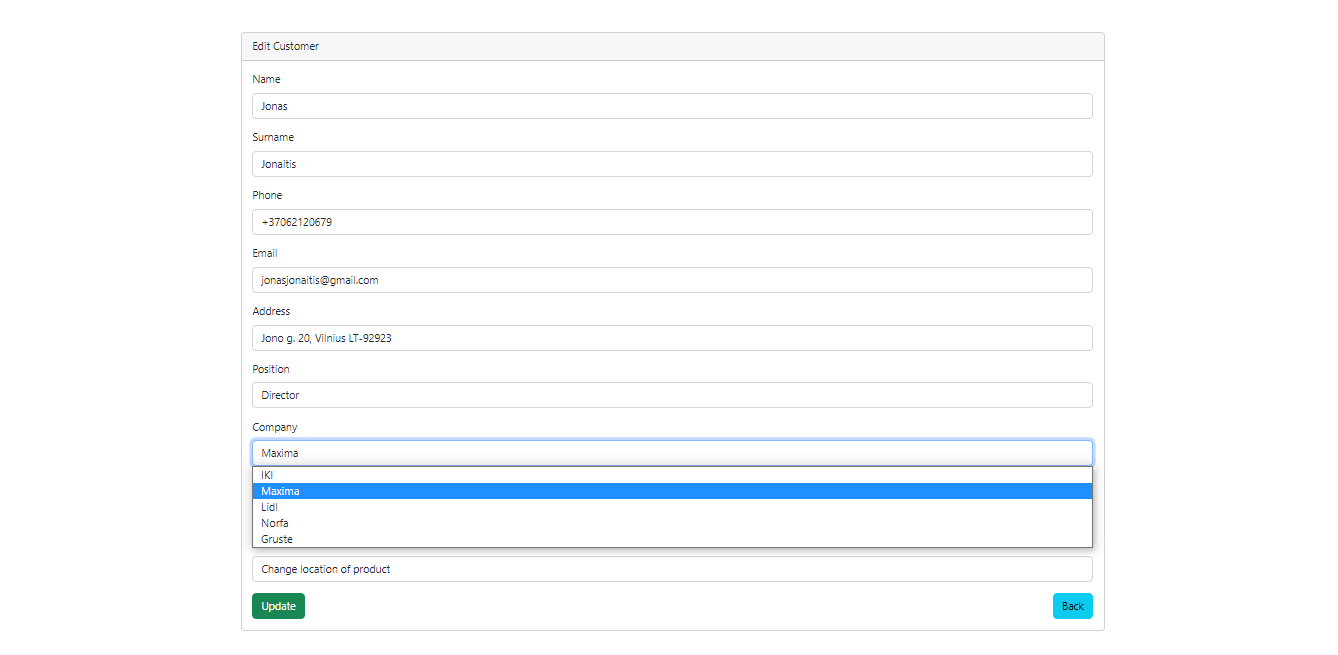 Edit Customer
Name
Jonas
Surname
Jonaitis
Phone
+37062120679
Email
jonasjonaitis@gmail.com
Address
Jono g. 20, Vilnius LT-92923
Position
Director
Company
Maxima
IKI
Maxima
Lidl
Norfa
Gruste
Change location of product
Update
Back